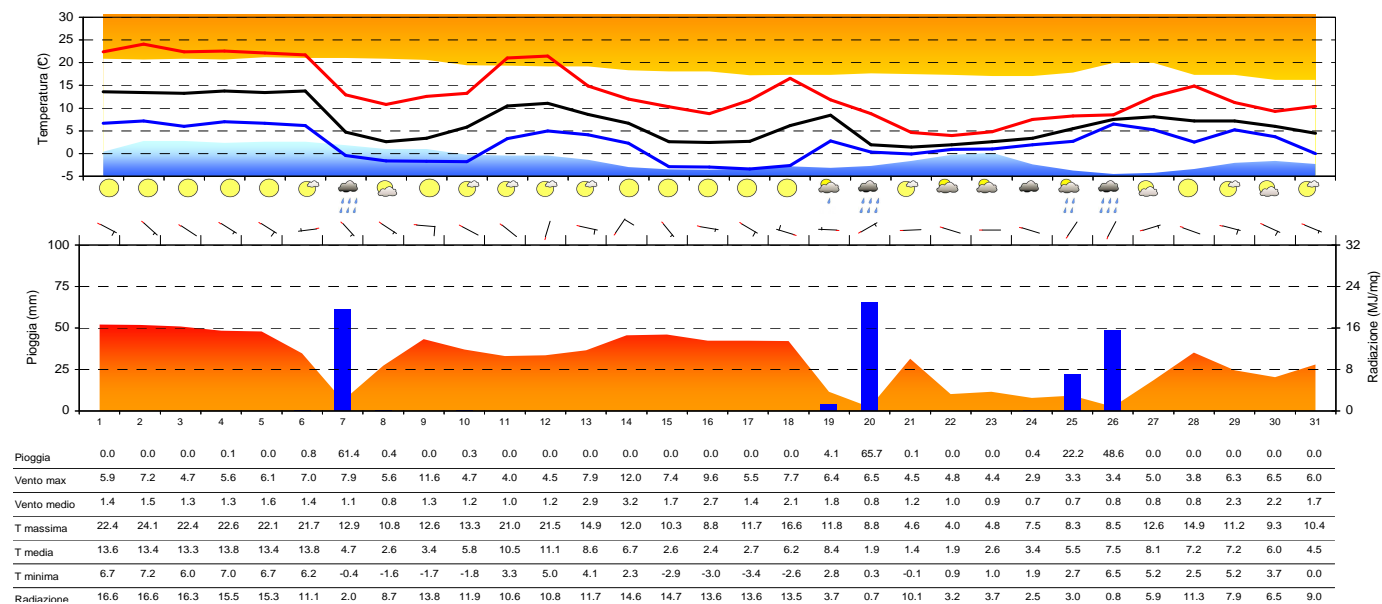 30
25
20
15
10
5
0
-5
Temperatura (°C)
100
75
50
25
0
Pioggia (mm)
32
24
16
8
0
Radiazione (MJ/mq)
1 2 3 4 5 6 7 8 9 10 11 12 13 14 15 16 17 18 19 20 21 22 23 24 25 26 27 28 29 30 31
Pioggia 0.0 0.0 0.0 0.1 0.0 0.8 61.4 0.4 0.0 0.3 0.0 0.0 0.0 0.0 0.0 0.0 0.0 0.0 4.1 65.7 0.1 0.0 0.0 0.4 22.2 48.6 0.0 0.0 0.0 0.0 0.0
Vento max 5.9 7.2 4.7 5.6 6.1 7.0 7.9 5.6 11.6 4.7 4.0 4.5 7.9 12.0 7.4 9.6 5.5 7.7 6.4 6.5 4.5 4.8 4.4 2.9 3.3 3.4 5.0 3.8 6.3 6.5 6.0
Vento medio 1.4 1.5 1.3 1.3 1.6 1.4 1.1 0.8 1.3 1.2 1.0 1.2 2.9 3.2 1.7 2.7 1.4 2.1 1.8 0.8 1.2 1.0 0.9 0.7 0.7 0.8 0.8 0.8 2.3 2.2 1.7
T massima 22.4 24.1 22.4 22.6 22.1 21.7 12.9 10.8 12.6 13.3 21.0 21.5 14.9 12.0 10.3 8.8 11.7 16.6 11.8 8.8 4.6 4.0 4.8 7.5 8.3 8.5 12.6 14.9 11.2 9.3 10.4
T media 13.6 13.4 13.3 13.8 13.4 13.8 4.7 2.6 3.4 5.8 10.5 11.1 8.6 6.7 2.6 2.4 2.7 6.2 8.4 1.9 1.4 1.9 2.6 3.4 5.5 7.5 8.1 7.2 7.2 6.0 4.5
T minima 6.7 7.2 6.0 7.0 6.7 6.2 -0.4 -1.6 -1.7 -1.8 3.3 5.0 4.1 2.3 -2.9 -3.0 -3.4 -2.6 2.8 0.3 -0.1 0.9 1.0 1.9 2.7 6.5 5.2 2.5 5.2 3.7 0.0
Radiazione 16.6 16.6 16.3 15.5 15.3 11.1 2.0 8.7 13.8 11.9 10.6 10.8 11.7 14.6 14.7 13.6 13.6 13.5 3.7 0.7 10.1 3.2 3.7 2.5 3.0 0.8 5.9 11.3 7.9 6.5 9.0